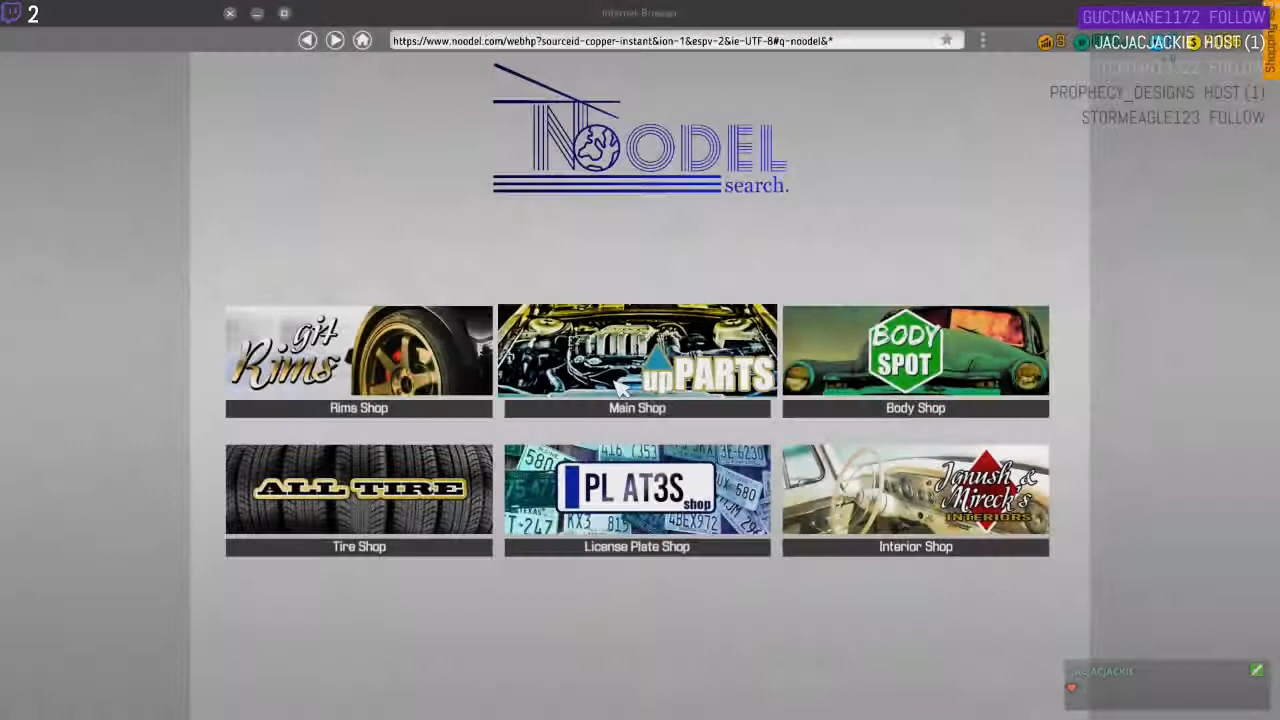 2
Internet Browser
GUCCIMANE1172 FOLLOW
https://www.noodel.com/webhp?sourceid-copper-instant&ion-1&espv-2&ie-UTF-8#q-noodel&*
JACJACJACKIE HOST (1)
PROPHECY_DESIGNS HOST (1)
STORMEAGLE123 FOLLOW
NOODEL
search.
gj4
Rims
upPARTS
BODY
SPOT
Rims Shop
Main Shop
Body Shop
ALL TIRE
PL AT3S
shop
Janush &
Mireck's
INTERIORS
Tire Shop
License Plate Shop
Interior Shop
JACJACJACKIE